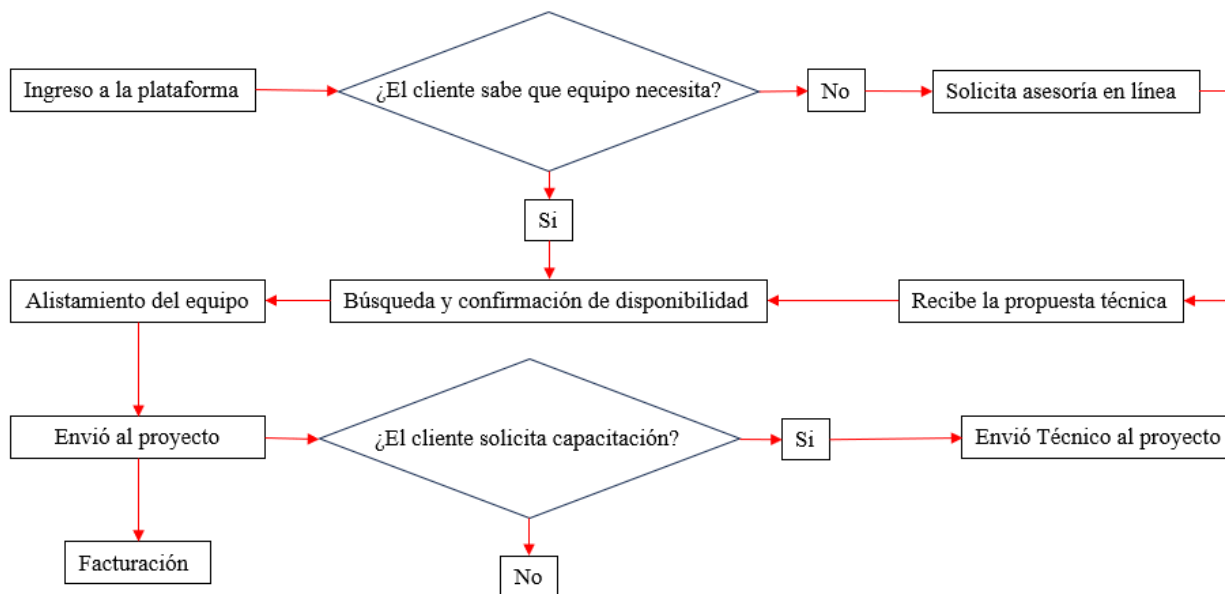 Ingreso a la plataforma
¿El cliente sabe que equipo necesita?
No
Solicita asesoría en línea
Si
Alistamiento del equipo
Búsqueda y confirmación de disponibilidad
Recibe la propuesta técnica
Envió al proyecto
¿El cliente solicita capacitación?
Si
Envió Técnico al proyecto
Facturación
No